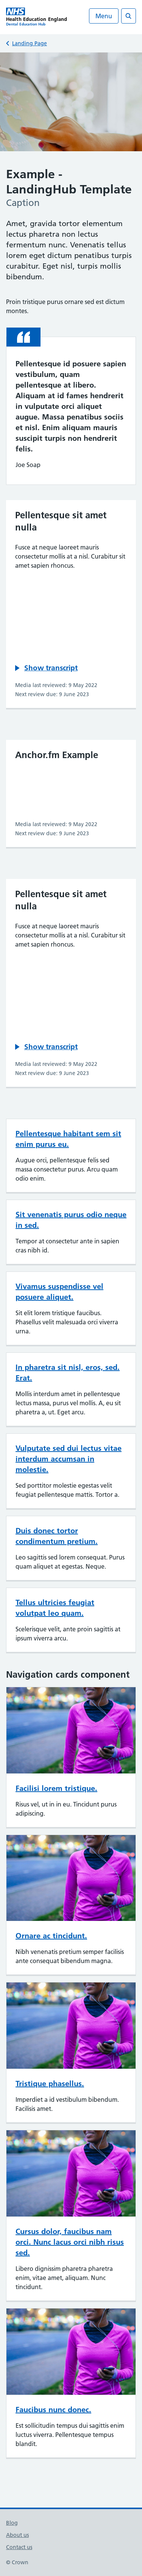 NHS
Health Education England
Dental Education Hub
Menu
Landing Page
Example -
LandingHub Template
Caption
Amet, gravida tortor elementum
lectus pharetra non lectus
fermentum nunc. Venenatis tellus
lorem eget dictum penatibus turpis
curabitur. Eget nisl, turpis mollis
bibendum.
Proin tristique purus ornare sed est dictum
montes.
Pellentesque id posuere sapien
vestibulum, quam
pellentesque at libero.
Aliquam at id fames hendrerit
in vulputate orci aliquet
augue. Massa penatibus sociis
et nisl. Enim aliquam mauris
suscipit turpis non hendrerit
felis.
Joe Soap
Pellentesque sit amet
nulla
Fusce at neque laoreet mauris
consectetur mollis at a nisl. Curabitur sit
amet sapien lorem.
Show transcript
Media last reviewed: 9 May 2022
Next review due: 9 June 2023
Anchor.fm Example
Media last reviewed: 9 May 2022
Next review due: 9 June 2023
Pellentesque sit amet
nulla
Fusce at neque laoreet mauris
consectetur mollis at a nisl. Curabitur sit
amet sapien lorem.
Show transcript
Media last reviewed: 9 May 2022
Next review due: 9 June 2023
Pellentesque habitant sem sit
enim purus eu.
Augue orci, pellentesque felis sed
massa consectetur purus. Arcu quam
odio enim.
Sit venenatis purus odio neque
in sed.
Tempor at consectetur ante in sapien
cras nibh id.
Vivamus suspendisse vel
posuere aliquet.
Sit elit lorem tristique faucibus.
Phasellus velit malesuada orci viverra
urna.
In pharetra sit nisl, eros, sed.
Erat.
Mollis interdum amet in pellentesque
lectus massa, purus vel mollis. A, eu sit
pharetra a, ut. Eget arcu.
Vulputate sed dui lectus vitae
interdum accumsan in
molestie.
Sed porttitor molestie egestas velit
feugiat pellentesque mattis. Tortor a.
Duis donec tortor
condimentum pretium.
Leo sagittis sed lorem consequat. Purus
quam aliquam at egestas. Neque.
Tellus ultricies feugiat
volutpat leo quam.
Scelerisque velit, ante proin sagittis at
ipsum viverra arcu.
Navigation cards component
Facilisi lorem tristique.
Risus vel, ut in in eu. Tincidunt purus
adipiscing.
Ornare ac tincidunt.
Nibh venenatis pretium semper facilisis
ante consequat bibendum magna.
Tristique phasellus.
Imperdiet a id vestibulum bibendum.
Facilisis amet.
Cursus dolor, faucibus nam
orci. Nunc lacus orci nibh risus
sed.
Libero dignissim pharetra pharetra
enim, vitae amet, aliquam. Nunc
tincidunt.
Faucibus nunc donec.
Est sollicitudin tempus dui sagittis enim
luctus viverra. Pellentesque tempus
blandit.
Blog
About us
Contact us
© Crown